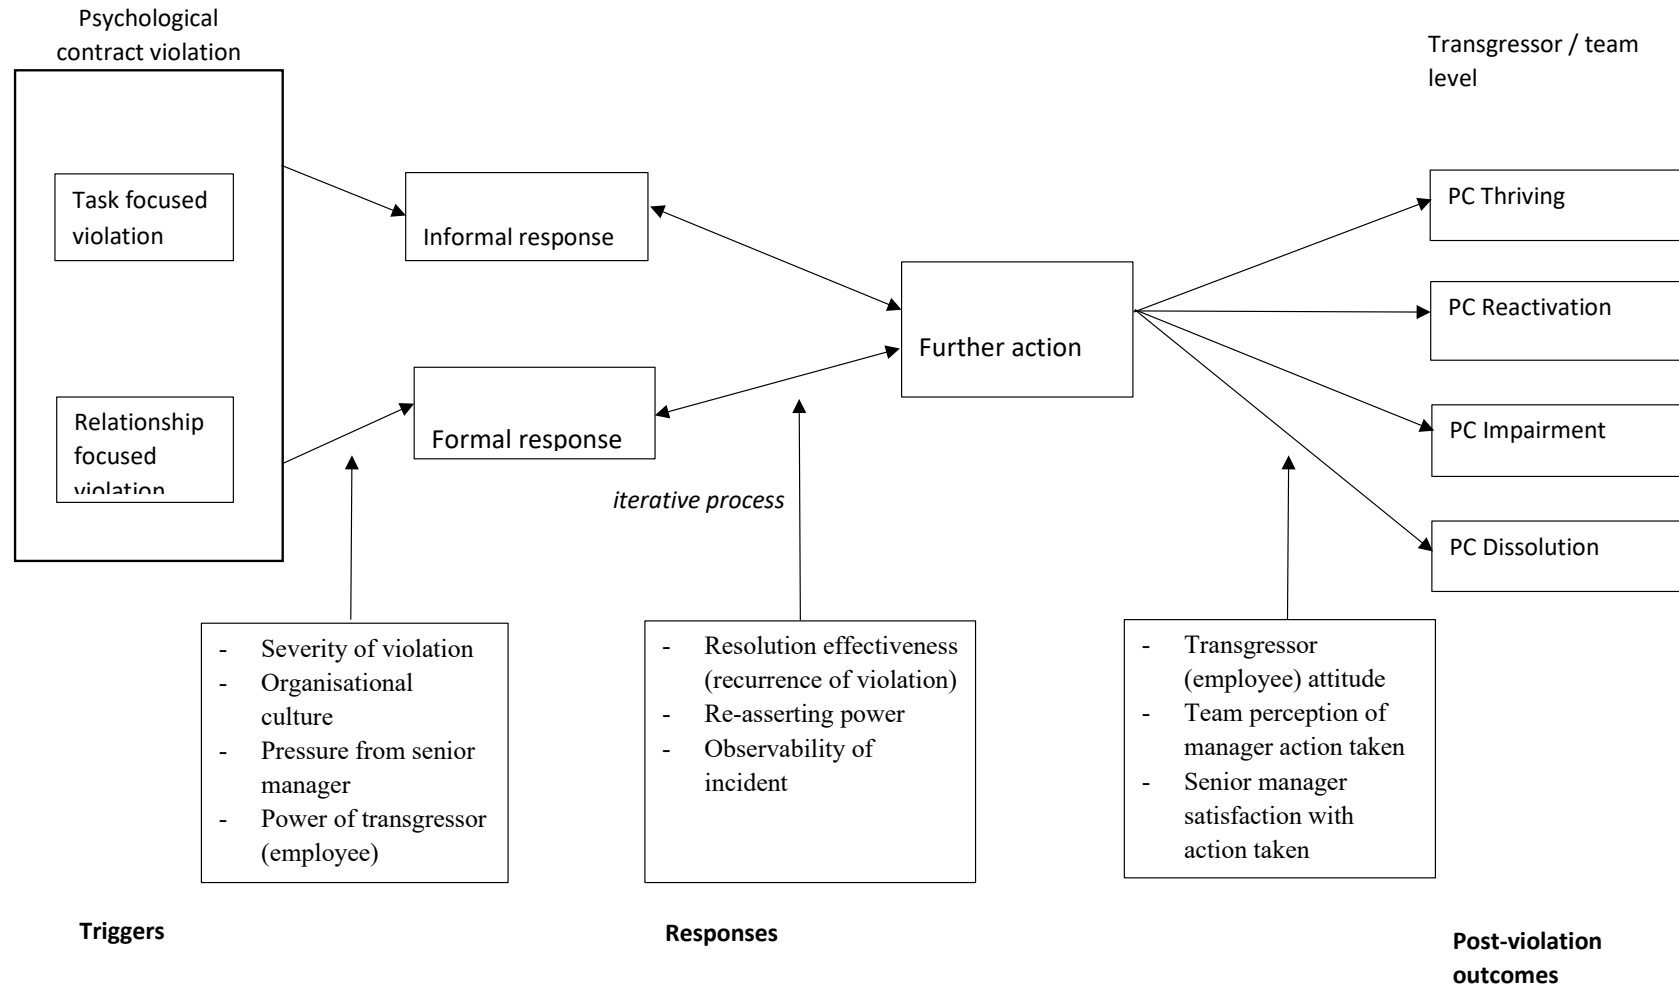 Psychological
contract violation
Transgressor / team
level
Task focused
violation
Relationship
focused
violation
Informal response
Formal response
iterative process
Further action
PC Thriving
PC Reactivation
PC Impairment
PC Dissolution
- Severity of violation
- Organisational
culture
- Pressure from senior
manager
- Power of transgressor
(employee)
- Resolution effectiveness
(recurrence of violation)
- Re-asserting power
- Observability of
incident
- Transgressor
(employee) attitude
- Team perception of
manager action taken
- Senior manager
satisfaction with
action taken
Triggers
Responses
Post-violation
outcomes